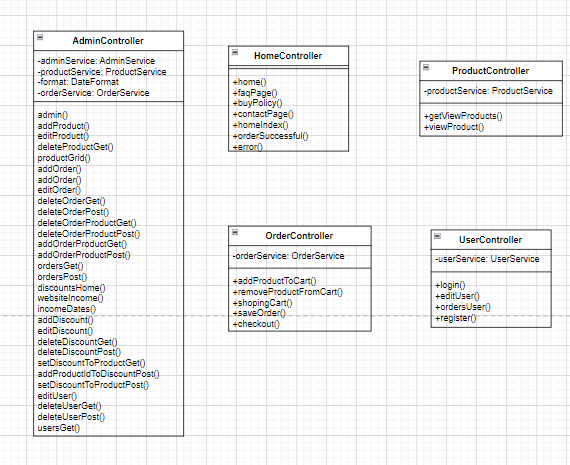 AdminController
-adminService: AdminService
-productService: ProductService
-format: DateFormat
-orderService: OrderService
admin()
addProduct()
editProduct()
deleteProductGet()
productGrid()
addOrder()
addOrder()
editOrder()
deleteOrderGet()
deleteOrderPost()
deleteOrderProductGet()
deleteOrderProductPost()
addOrderProductGet()
addOrderProductPost()
ordersGet()
ordersPost()
discountsHome()
websiteIncome()
incomeDates()
addDiscount()
editDiscount()
deleteDiscountGet()
deleteDiscountPost()
setDiscountToProductGet()
addProductIdToDiscountPost()
setDiscountToProductPost()
editUser()
deleteUserGet()
deleteUserPost()
usersGet()
HomeController
+home()
+faqPage()
+buyPolicy()
+contactPage()
+homeIndex()
+orderSuccessful()
+error()
ProductController
-productService: ProductService
+getViewProducts()
+viewProduct()
OrderController
-orderService: OrderService
+addProductToCart()
+removeProductFromCart()
+shopingCart()
+saveOrder()
+checkout()
UserController
-userService: UserService
+login()
+editUser()
+ordersUser()
+register()